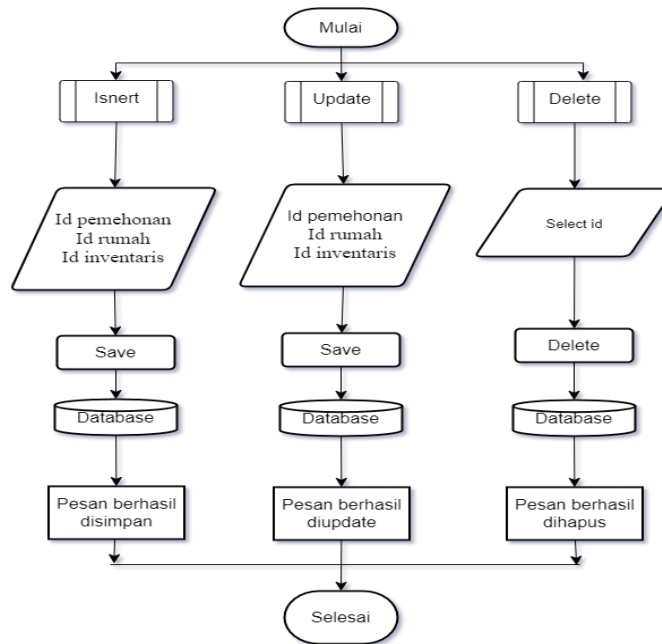 Mulai
Isnert
Update
Delete
Id pemehonan
Id rumah
Id inventaris
Id pemehonan
Id rumah
Id inventaris
Select id
Save
Save
Delete
Database
Database
Database
Pesan berhasil
disimpan
Pesan berhasil
diupdate
Pesan berhasil
dihapus
Selesai